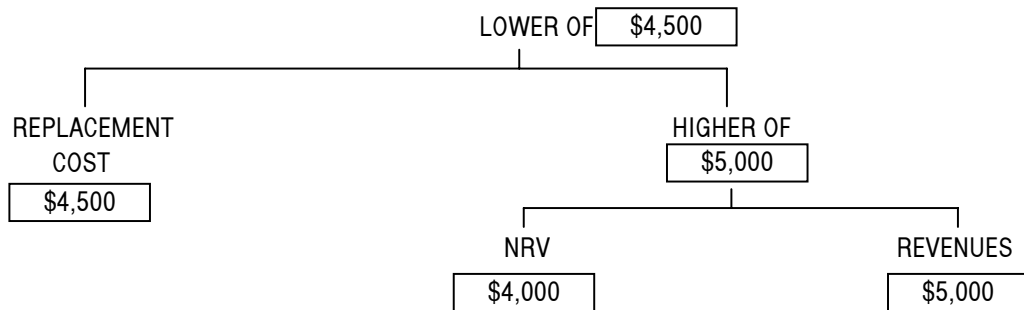 LOWER OF $4,500
REPLACEMENT
COST
$4,500
HIGHER OF
$5,000
NRV
$4,000
REVENUES
$5,000